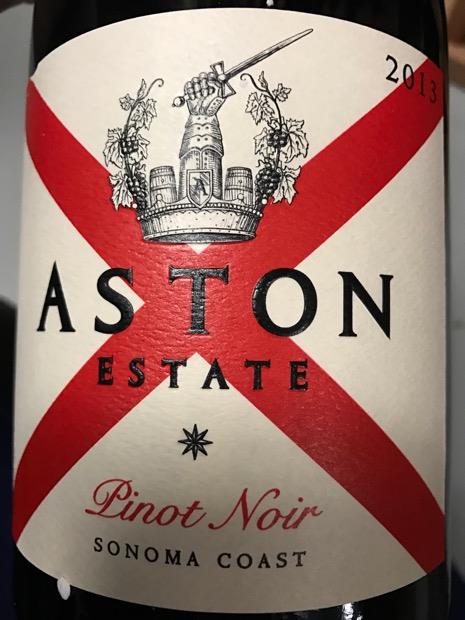 2013
ASTON
ESTATE
Pinot Noir
SONOMA COAST